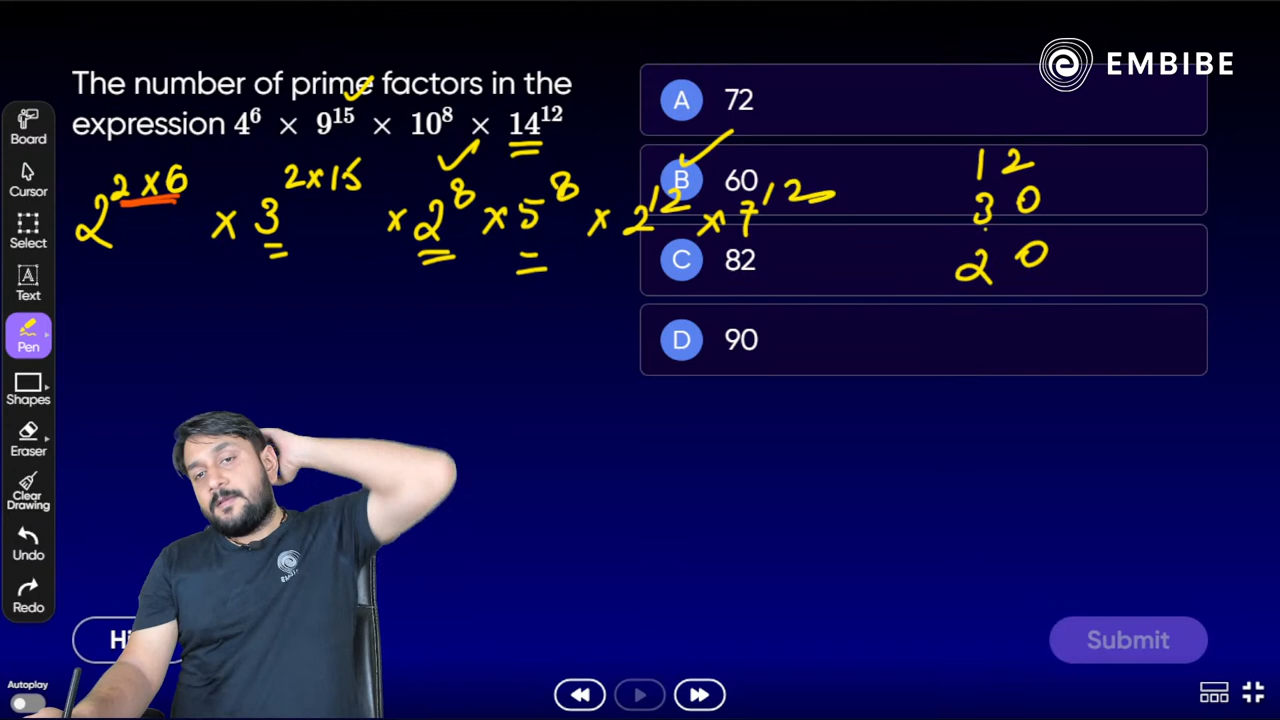 EMBIBE
The number of prime factors in the
expression 4⁶ × 9¹⁵ × 10⁸ × 14¹²
2^(2×6) × 3^(2×15) × 2⁸ × 5⁸ × 2¹² × 7¹²
A 72
B 60
C 82
D 90
12
30
20
Board
Cursor
Select
Text
Pen
Shapes
Eraser
Clear
Drawing
Undo
Redo
Autoplay
Submit